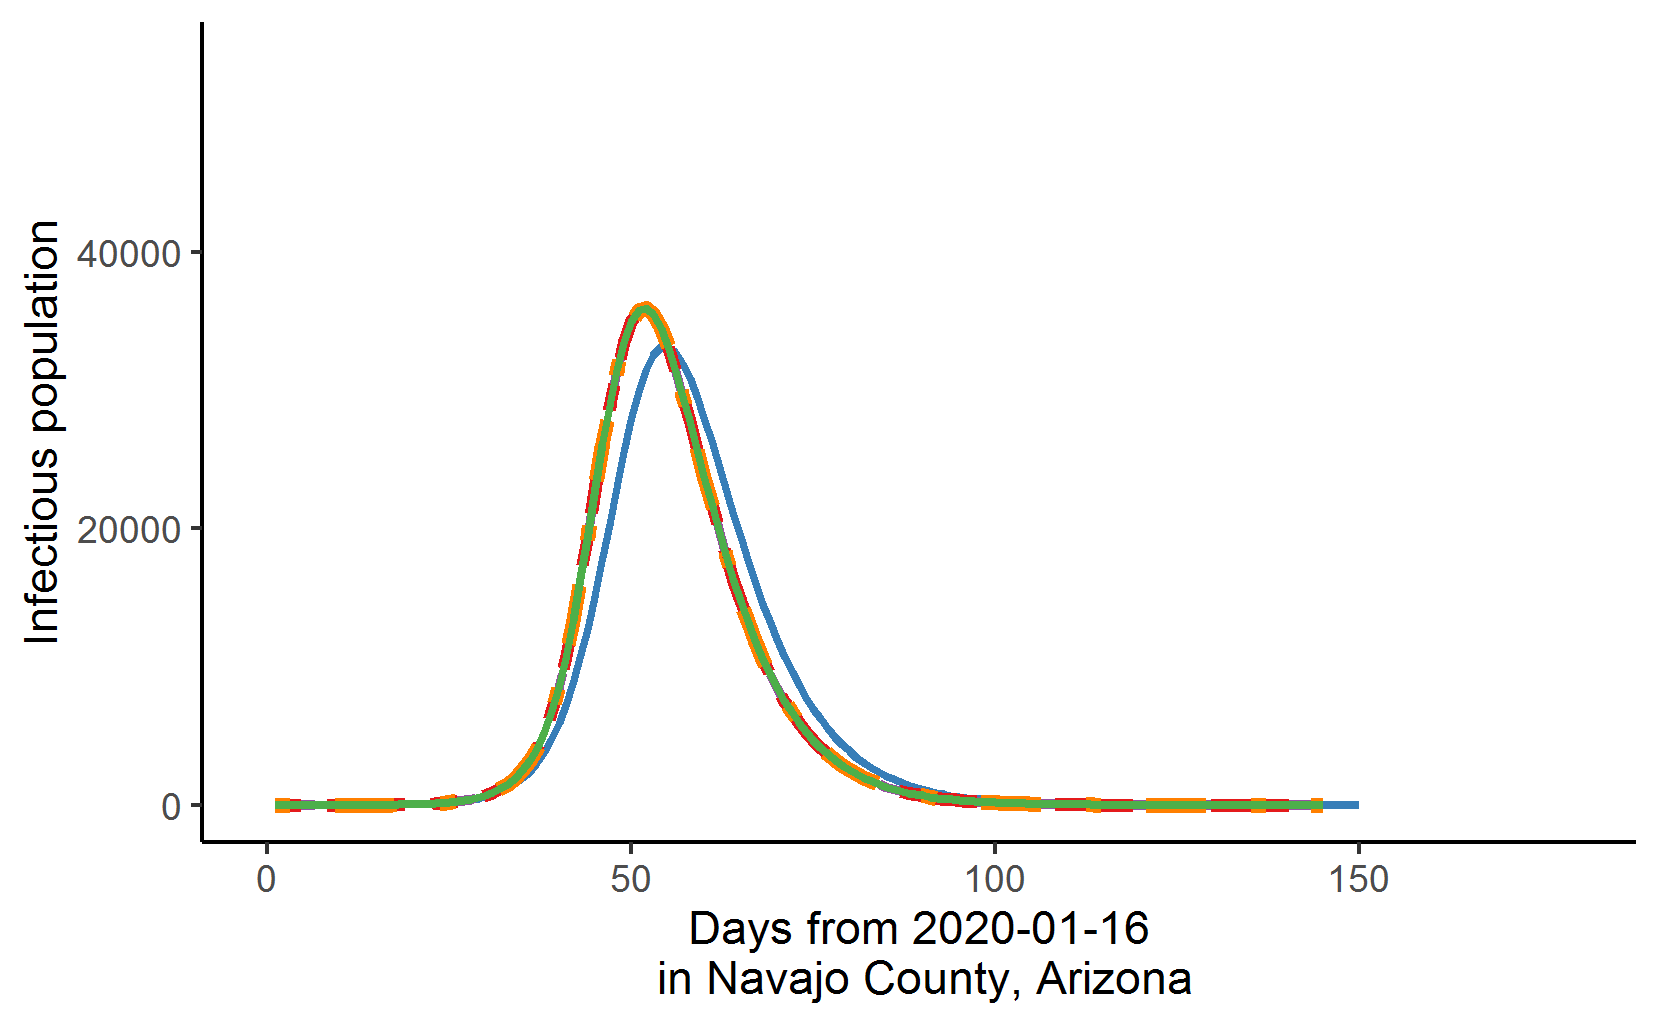 Infectious population
40000
20000
0
0 50 100 150
Days from 2020-01-16
in Navajo County, Arizona